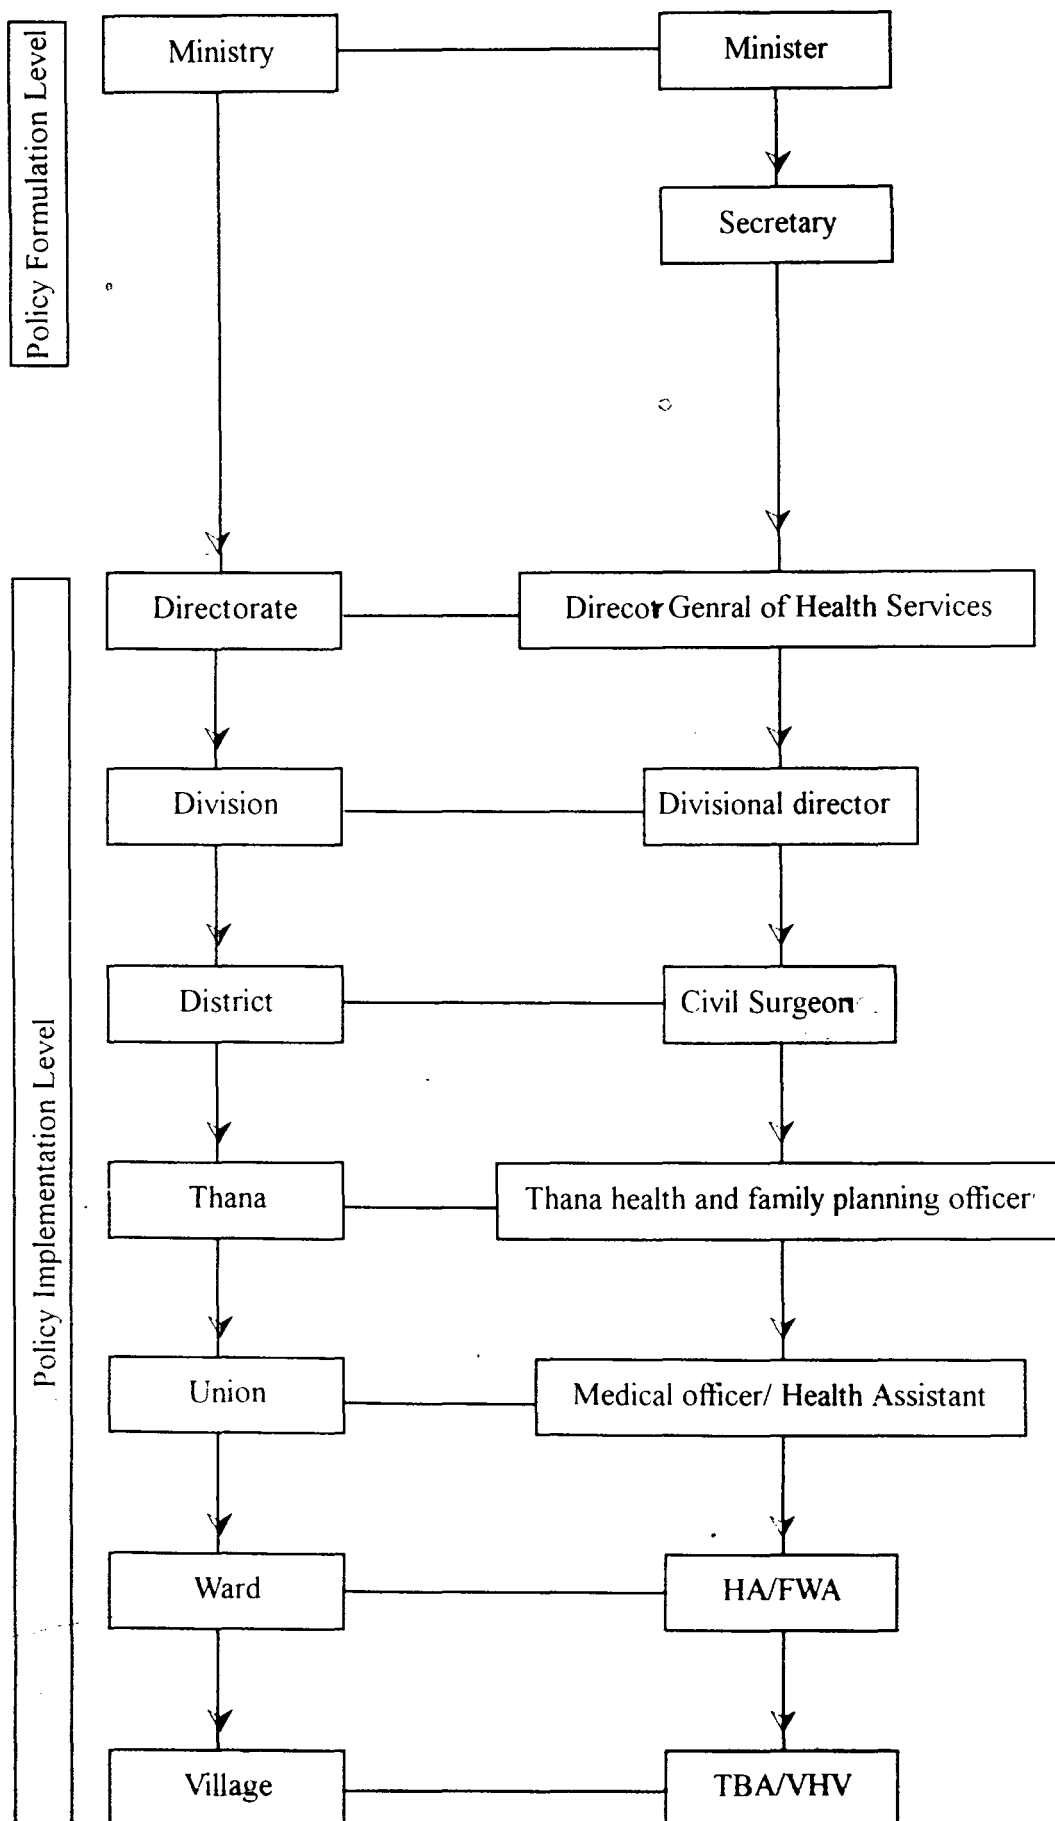 Policy Formulation Level
Ministry
Minister
Secretary
Policy Implementation Level
Directorate
Direcor Genral of Health Services
Division
Divisional director
District
Civil Surgeon
Thana
Thana health and family planning officer
Union
Medical officer/ Health Assistant
Ward
HA/FWA
Village
TBA/VHV